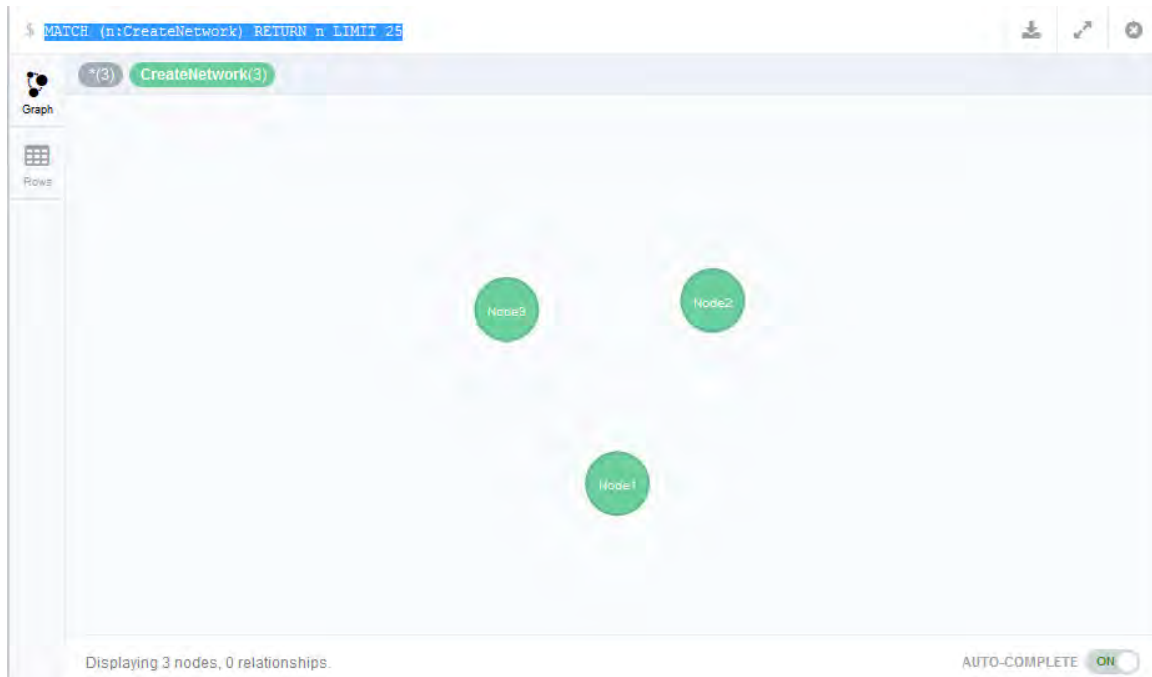 $ MATCH (n:CreateNetwork) RETURN n LIMIT 25
*(3) CreateNetwork(3)
Graph
Rows
Node3
Node2
Node1
Displaying 3 nodes, 0 relationships.
AUTO-COMPLETE ON